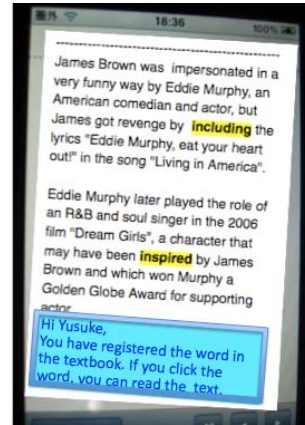 圏外 18:36 100%
James Brown was impersonated in a
very funny way by Eddie Murphy, an
American comedian and actor, but
James got revenge by including the
lyrics "Eddie Murphy, eat your heart
out!" in the song "Living in America".
Eddie Murphy later played the role of
an R&B and soul singer in the 2006
film "Dream Girls", a character that
may have been inspired by James
Brown and which won Murphy a
Golden Globe Award for supporting
actor
Hi Yusuke,
You have registered the word in
the textbook. If you click the
word, you can read the text.